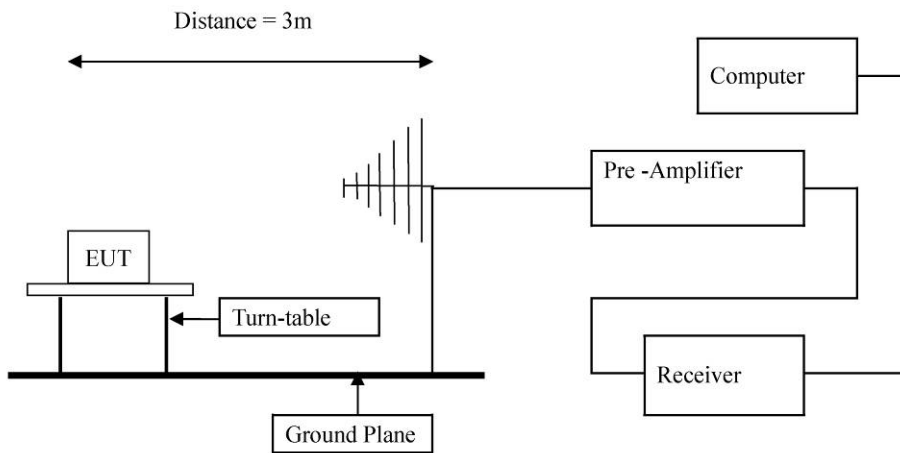 Distance = 3m
Computer
Pre -Amplifier
EUT
Turn-table
Receiver
Ground Plane